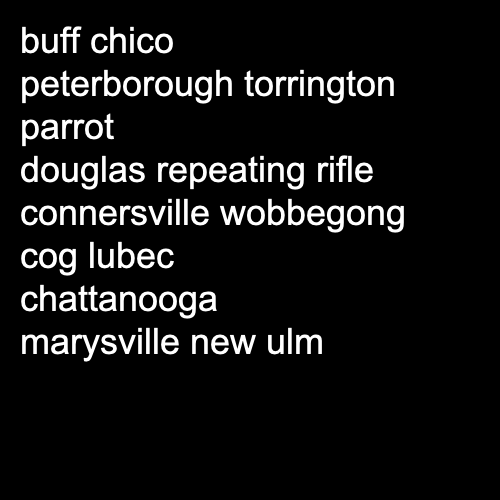 buff chico
peterborough torrington
parrot
douglas repeating rifle
connersville wobbegong
cog lubec
chattanooga
marysville new ulm